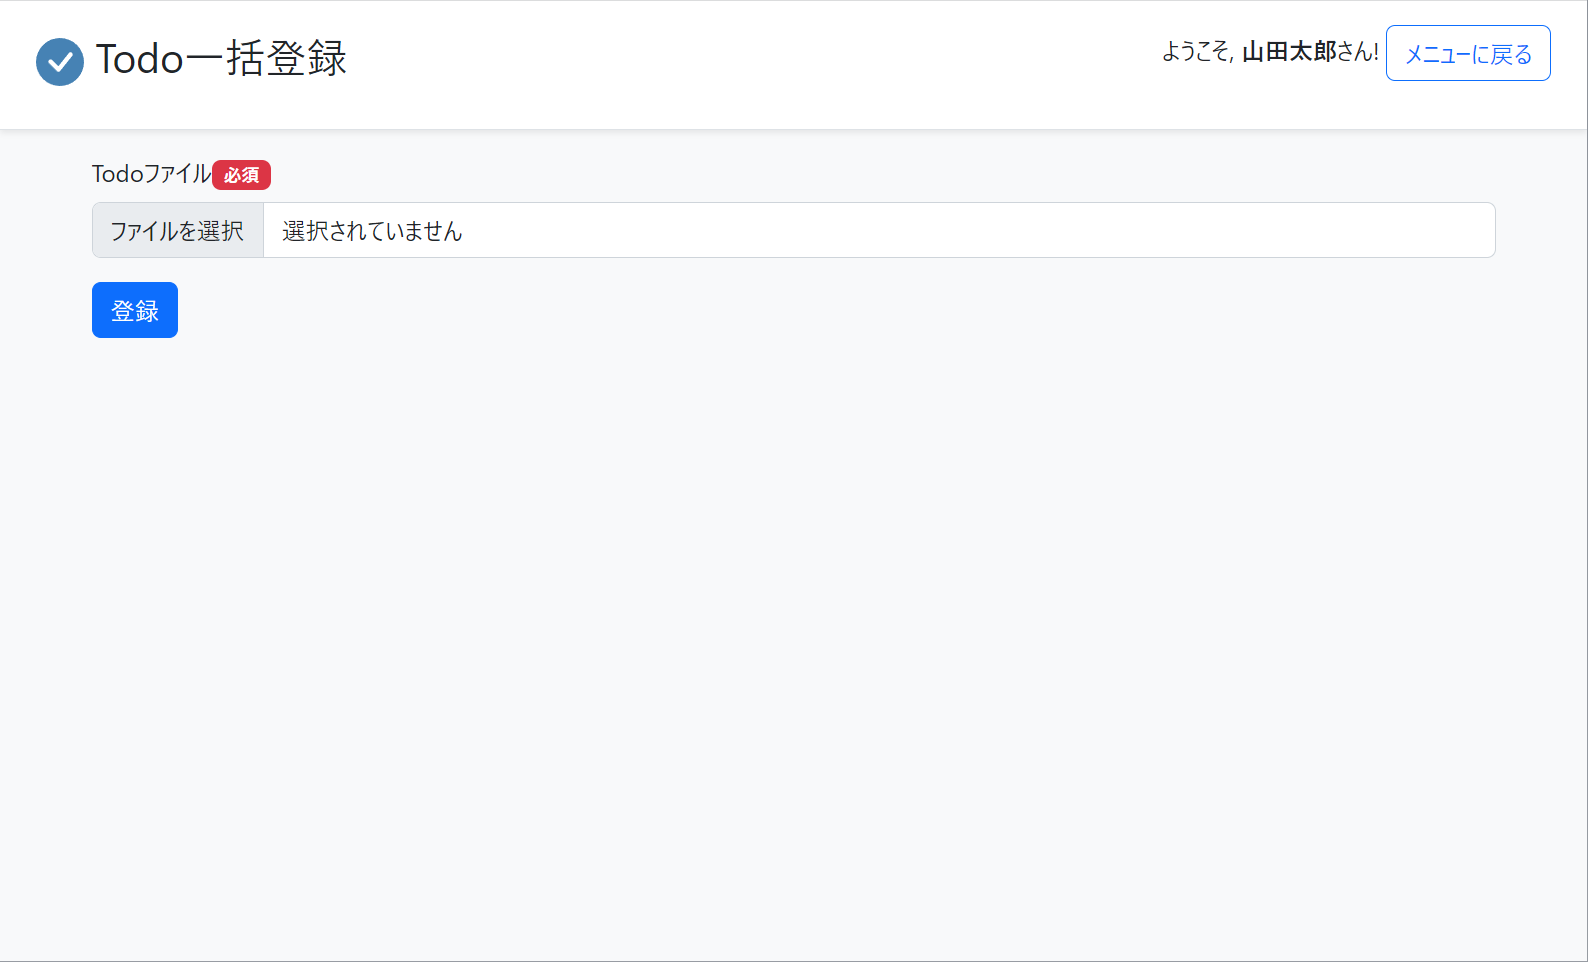 Todo一括登録
ようこそ, 山田太郎さん! メニューに戻る
Todoファイル必須
ファイルを選択 選択されていません
登録